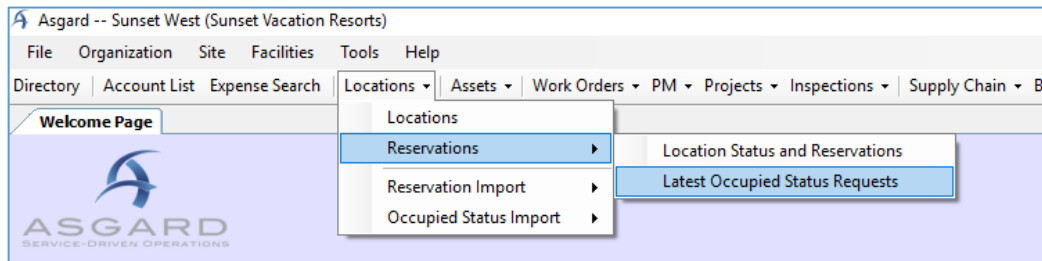 Asgard -- Sunset West (Sunset Vacation Resorts)
File Organization Site Facilities Tools Help
Directory Account List Expense Search Locations Assets Work Orders PM Projects Inspections Supply Chain B
Welcome Page
Locations
Reservations
Location Status and Reservations
Latest Occupied Status Requests
Reservation Import
Occupied Status Import
ASGARD
SERVICE-DRIVEN OPERATIONS